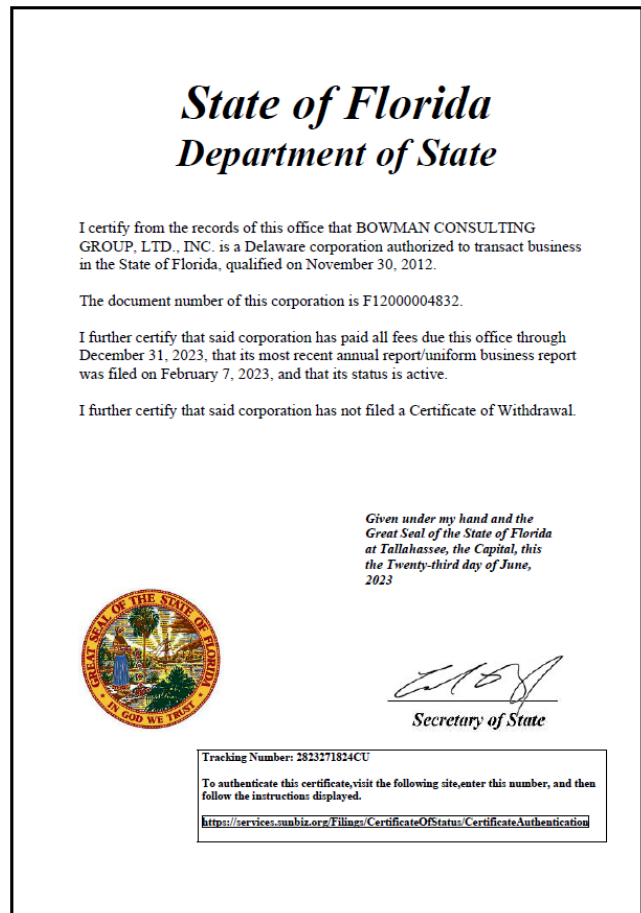 State of Florida
Department of State
I certify from the records of this office that BOWMAN CONSULTING
GROUP, LTD., INC. is a Delaware corporation authorized to transact business
in the State of Florida, qualified on November 30, 2012.
The document number of this corporation is F12000004832.
I further certify that said corporation has paid all fees due this office through
December 31, 2023, that its most recent annual report/uniform business report
was filed on February 7, 2023, and that its status is active.
I further certify that said corporation has not filed a Certificate of Withdrawal.
Given under my hand and the
Great Seal of the State of Florida
at Tallahassee, the Capital, this
the Twenty-third day of June,
2023
GREAT SEAL OF THE STATE OF FLORIDA
IN GOD WE TRUST
Secretary of State
Tracking Number: 2823271824CU
To authenticate this certificate,visit the following site,enter this number, and then
follow the instructions displayed.
https://services.sunbiz.org/Filings/CertificateOfStatus/CertificateAuthentication